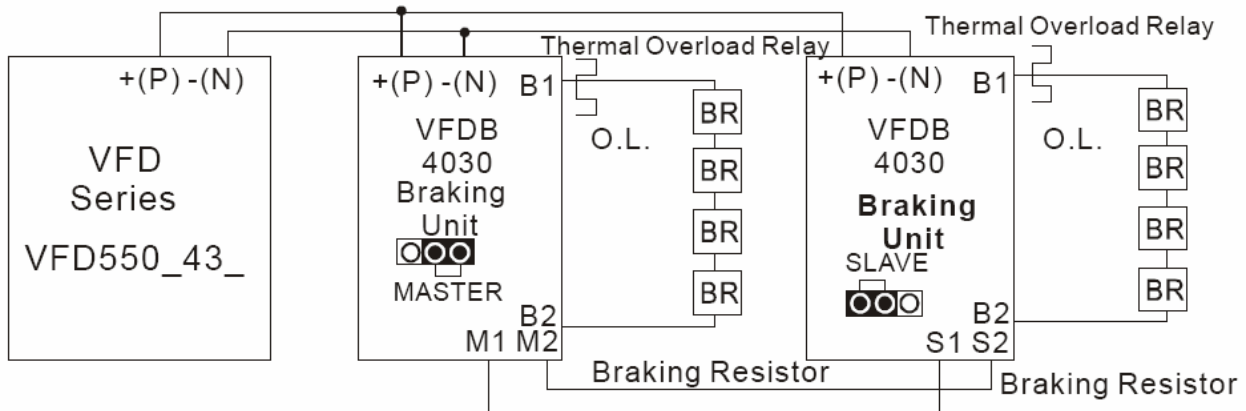 Thermal Overload Relay
Thermal Overload Relay
+(P) -(N)
VFD
Series
VFD550_43_
+(P) -(N)
B1
VFDB
4030
Braking
Unit
MASTER
B2
M1 M2
O.L.
BR
BR
BR
BR
+(P) -(N)
B1
VFDB
4030
Braking
Unit
SLAVE
B2
S1 S2
O.L.
BR
BR
BR
BR
Braking Resistor
Braking Resistor